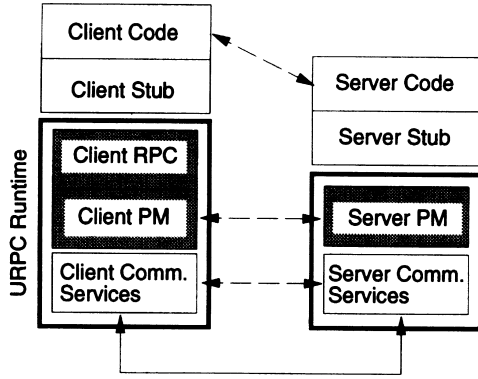 Client Code
Client Stub
URPC Runtime
Client RPC
Client PM
Client Comm.
Services
Server Code
Server Stub
Server PM
Server Comm.
Services